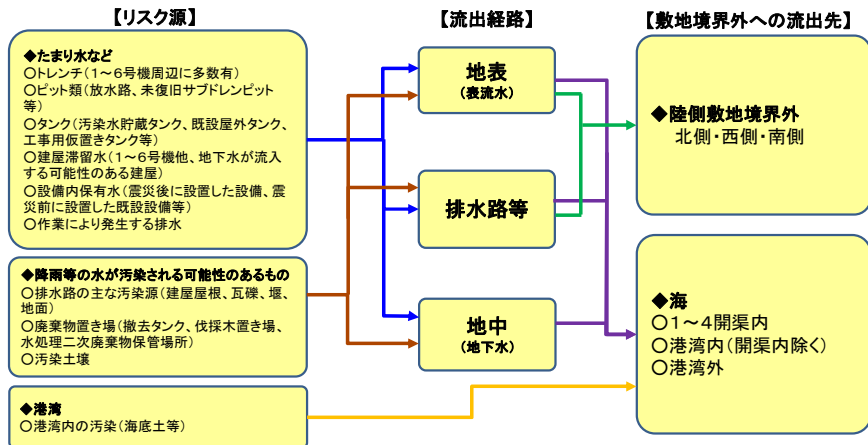 【リスク源】
【流出経路】
【敷地境界外への流出先】
◆たまり水など
○トレンチ(1～6号機周辺に多数有)
○ピット類(放水路、未復旧サブドレンピット
等)
○タンク(汚染水貯蔵タンク、既設屋外タンク、
工事用仮置きタンク等)
○建屋滞留水(1～6号機他、地下水が流入
する可能性のある建屋)
○設備内保有水(震災後に設置した設備、震
災前に設置した既設設備等)
○作業により発生する排水
◆降雨等の水が汚染される可能性のあるもの
○排水路の主な汚染源(建屋屋根、瓦礫、堰、
地面)
○廃棄物置き場(撤去タンク、伐採木置き場、
水処理二次廃棄物保管場所)
○汚染土壌
◆港湾
○港湾内の汚染(海底土等)
地表
(表流水)
排水路等
地中
(地下水)
◆陸側敷地境界外
北側・西側・南側
◆海
○1～4開渠内
○港湾内(開渠内除く)
○港湾外